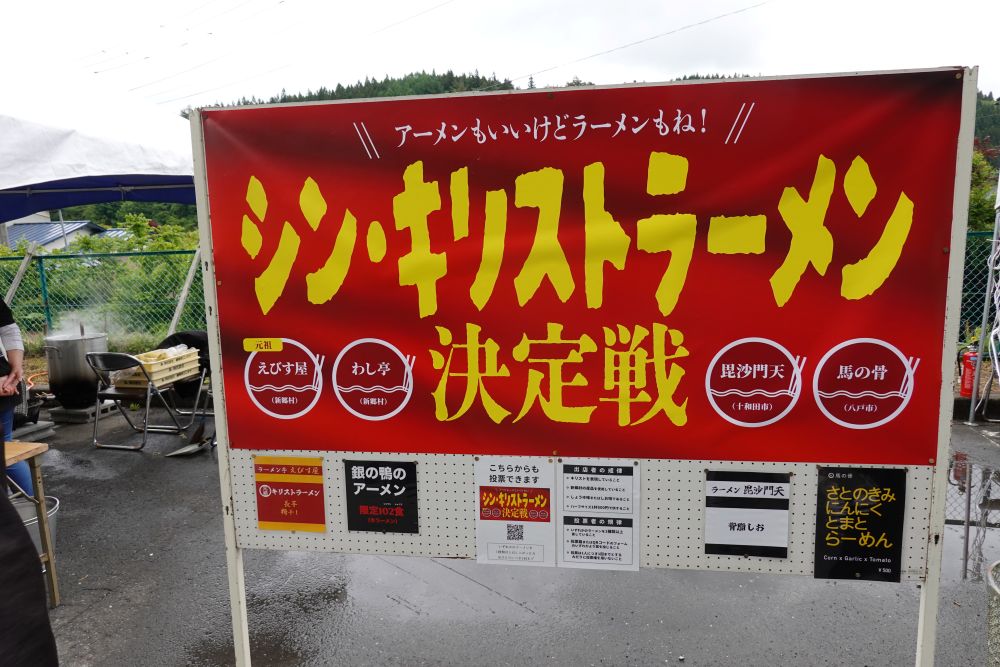 アーメンもいいけどラーメンもね!
シン・キリストラーメン
決定戦
元祖
えびす屋
(新郷村)
わし亭
(新郷村)
毘沙門天
(十和田市)
馬の骨
(八戸市)
ラーメン亭 えびす屋
キリストラーメン
銀の鴨の
アーメン
限定102食
こちらからも
投票できます
シン・キリストラーメン
決定戦
出店者の戒律
投票者の規律
ラーメン 毘沙門天
背脂しお
馬の骨
さとのきみ
にんにく
とまと
らーめん
Corn x Garlic x Tomato
¥500